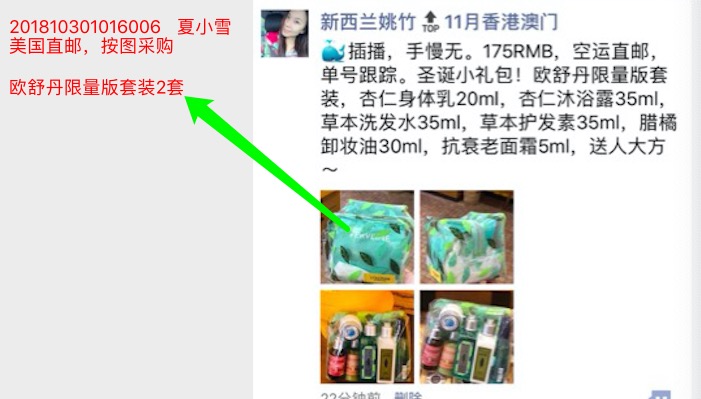 201810301016006 夏小雪
美国直邮，按图采购
欧舒丹限量版套装2套
新西兰姚竹 TOP 11月香港澳门
插播，手慢无。175RMB，空运直邮，
单号跟踪。圣诞小礼包！欧舒丹限量版套
装，杏仁身体乳20ml，杏仁沐浴露35ml，
草本洗发水35ml，草本护发素35ml，腊橘
卸妆油30ml，抗衰老面霜5ml，送人大方
～
22分钟前 删除